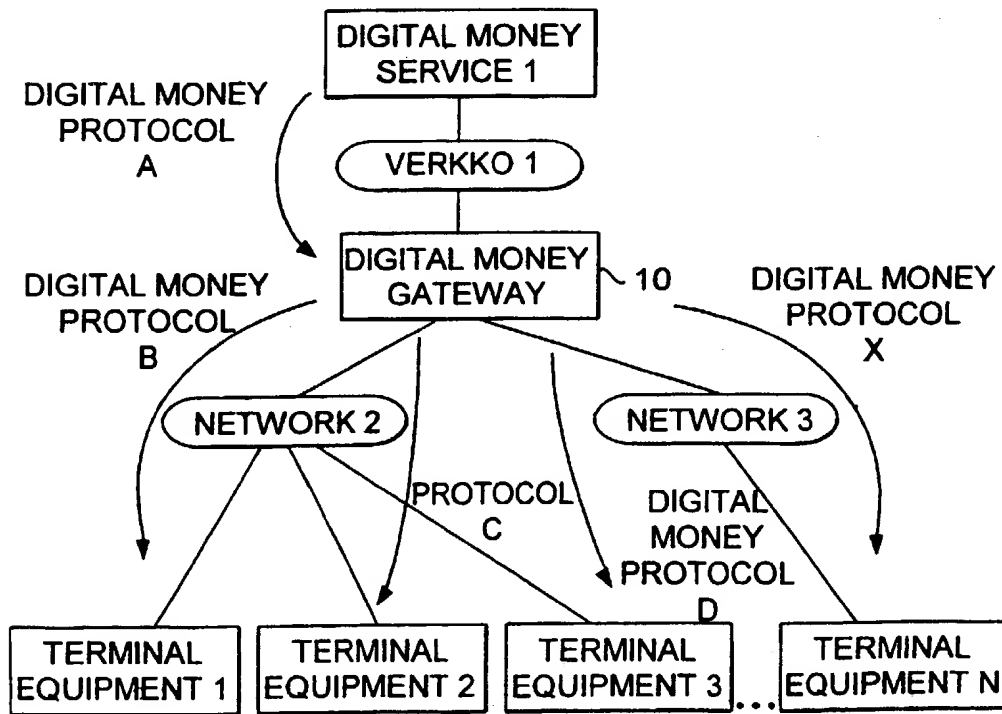 DIGITAL MONEY
SERVICE 1
DIGITAL MONEY
PROTOCOL
A
VERKKO 1
DIGITAL MONEY
GATEWAY
10
DIGITAL MONEY
PROTOCOL
B
DIGITAL MONEY
PROTOCOL
X
NETWORK 2
NETWORK 3
PROTOCOL
C
DIGITAL
MONEY
PROTOCOL
D
TERMINAL
EQUIPMENT 1
TERMINAL
EQUIPMENT 2
TERMINAL
EQUIPMENT 3
...
TERMINAL
EQUIPMENT N